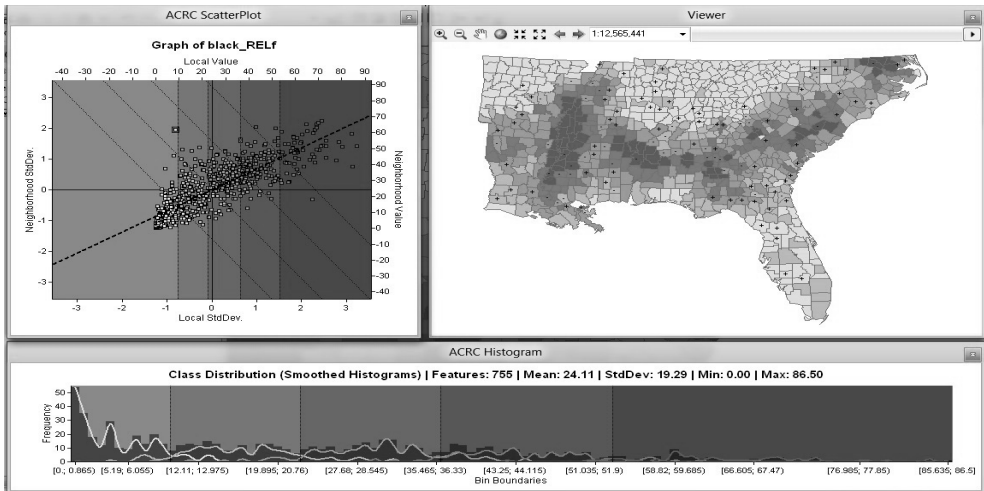 ACRC ScatterPlot
Graph of black_RELf
Local Value
-40 -30 -20 -10 0 10 20 30 40 50 60 70 80 90
3
2
1
0
-1
-2
-3
Neighborhood StdDev.
90
80
70
60
50
40
30
20
10
0
-10
-20
-30
-40
Neighborhood Value
-3 -2 -1 0 1 2 3
Local StdDev.
Viewer
1:12,565,441
ACRC Histogram
Class Distribution (Smoothed Histograms) | Features: 755 | Mean: 24.11 | StdDev: 19.29 | Min: 0.00 | Max: 86.50
50
40
30
20
10
0
Frequency
[0.; 0.865) [5.19; 6.055) [12.11; 12.975) [19.895; 20.76) [27.68; 28.545) [35.465; 36.33) [43.25; 44.115) [51.035; 51.9) [58.82; 59.685) [66.605; 67.47) [76.985; 77.85) [85.635; 86.5]
Bin Boundaries